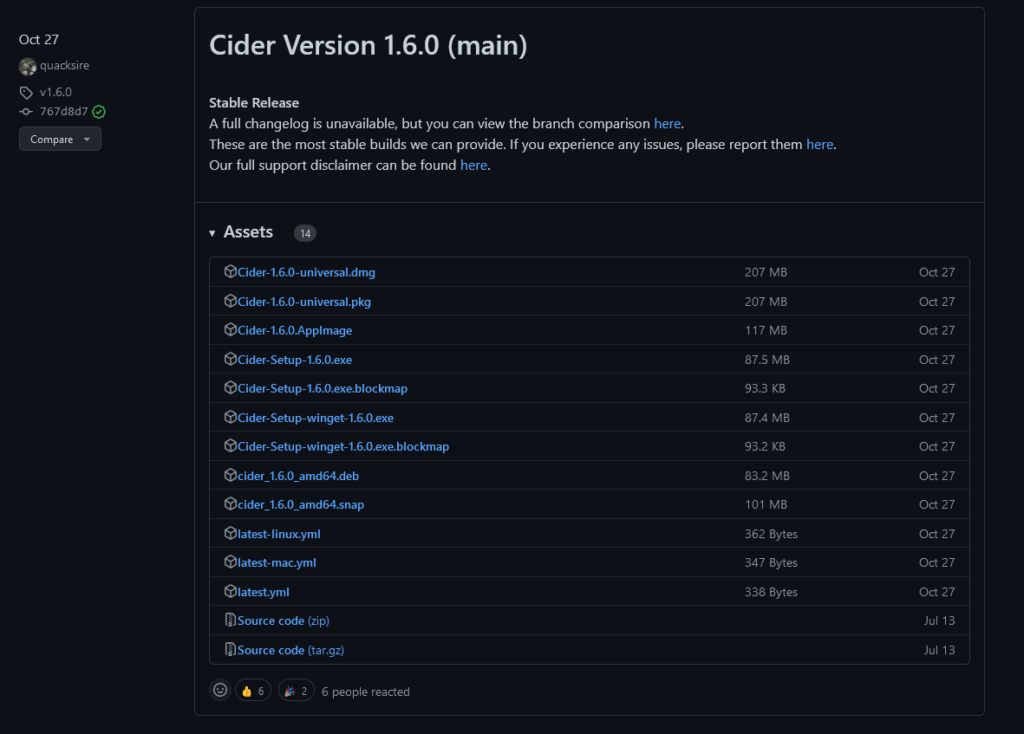 Oct 27
quacksire
v1.6.0
767d8d7
Compare
Cider Version 1.6.0 (main)
Stable Release
A full changelog is unavailable, but you can view the branch comparison here.
These are the most stable builds we can provide. If you experience any issues, please report them here.
Our full support disclaimer can be found here.
Assets 14
Cider-1.6.0-universal.dmg 207 MB Oct 27
Cider-1.6.0-universal.pkg 207 MB Oct 27
Cider-1.6.0.AppImage 117 MB Oct 27
Cider-Setup-1.6.0.exe 87.5 MB Oct 27
Cider-Setup-1.6.0.exe.blockmap 93.3 KB Oct 27
Cider-Setup-winget-1.6.0.exe 87.4 MB Oct 27
Cider-Setup-winget-1.6.0.exe.blockmap 93.2 KB Oct 27
cider_1.6.0_amd64.deb 83.2 MB Oct 27
cider_1.6.0_amd64.snap 101 MB Oct 27
latest-linux.yml 362 Bytes Oct 27
latest-mac.yml 347 Bytes Oct 27
latest.yml 338 Bytes Oct 27
Source code (zip) Jul 13
Source code (tar.gz) Jul 13
6 2 6 people reacted